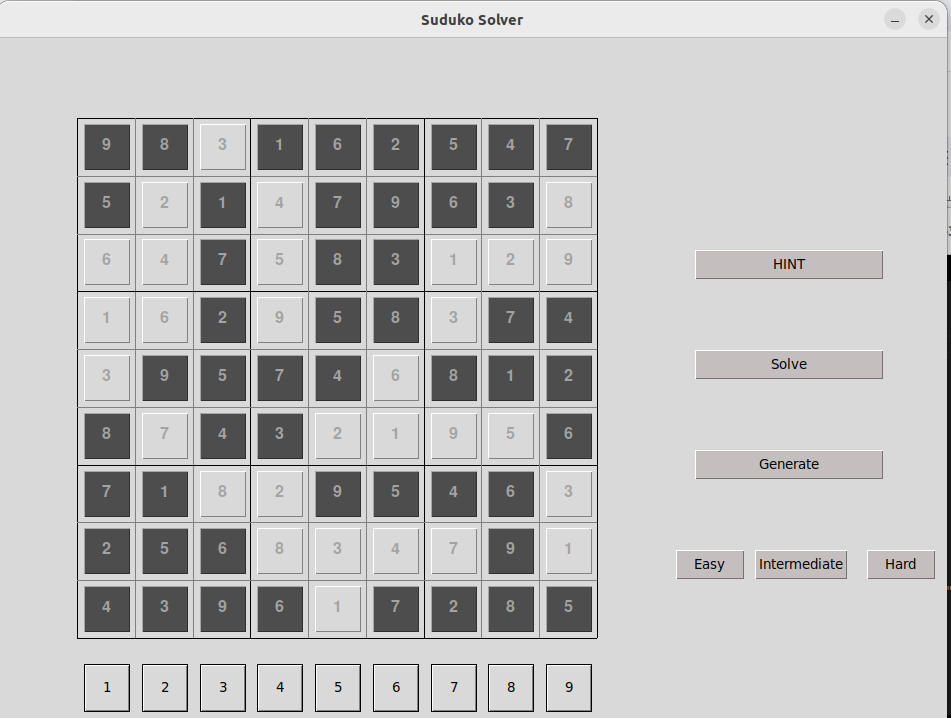 Suduko Solver
9 8 3 1 6 2 5 4 7
5 2 1 4 7 9 6 3 8
6 4 7 5 8 3 1 2 9
HINT
1 6 2 9 5 8 3 7 4
3 9 5 7 4 6 8 1 2
Solve
8 7 4 3 2 1 9 5 6
7 1 8 2 9 5 4 6 3
Generate
2 5 6 8 3 4 7 9 1
Easy Intermediate Hard
4 3 9 6 1 7 2 8 5
1 2 3 4 5 6 7 8 9